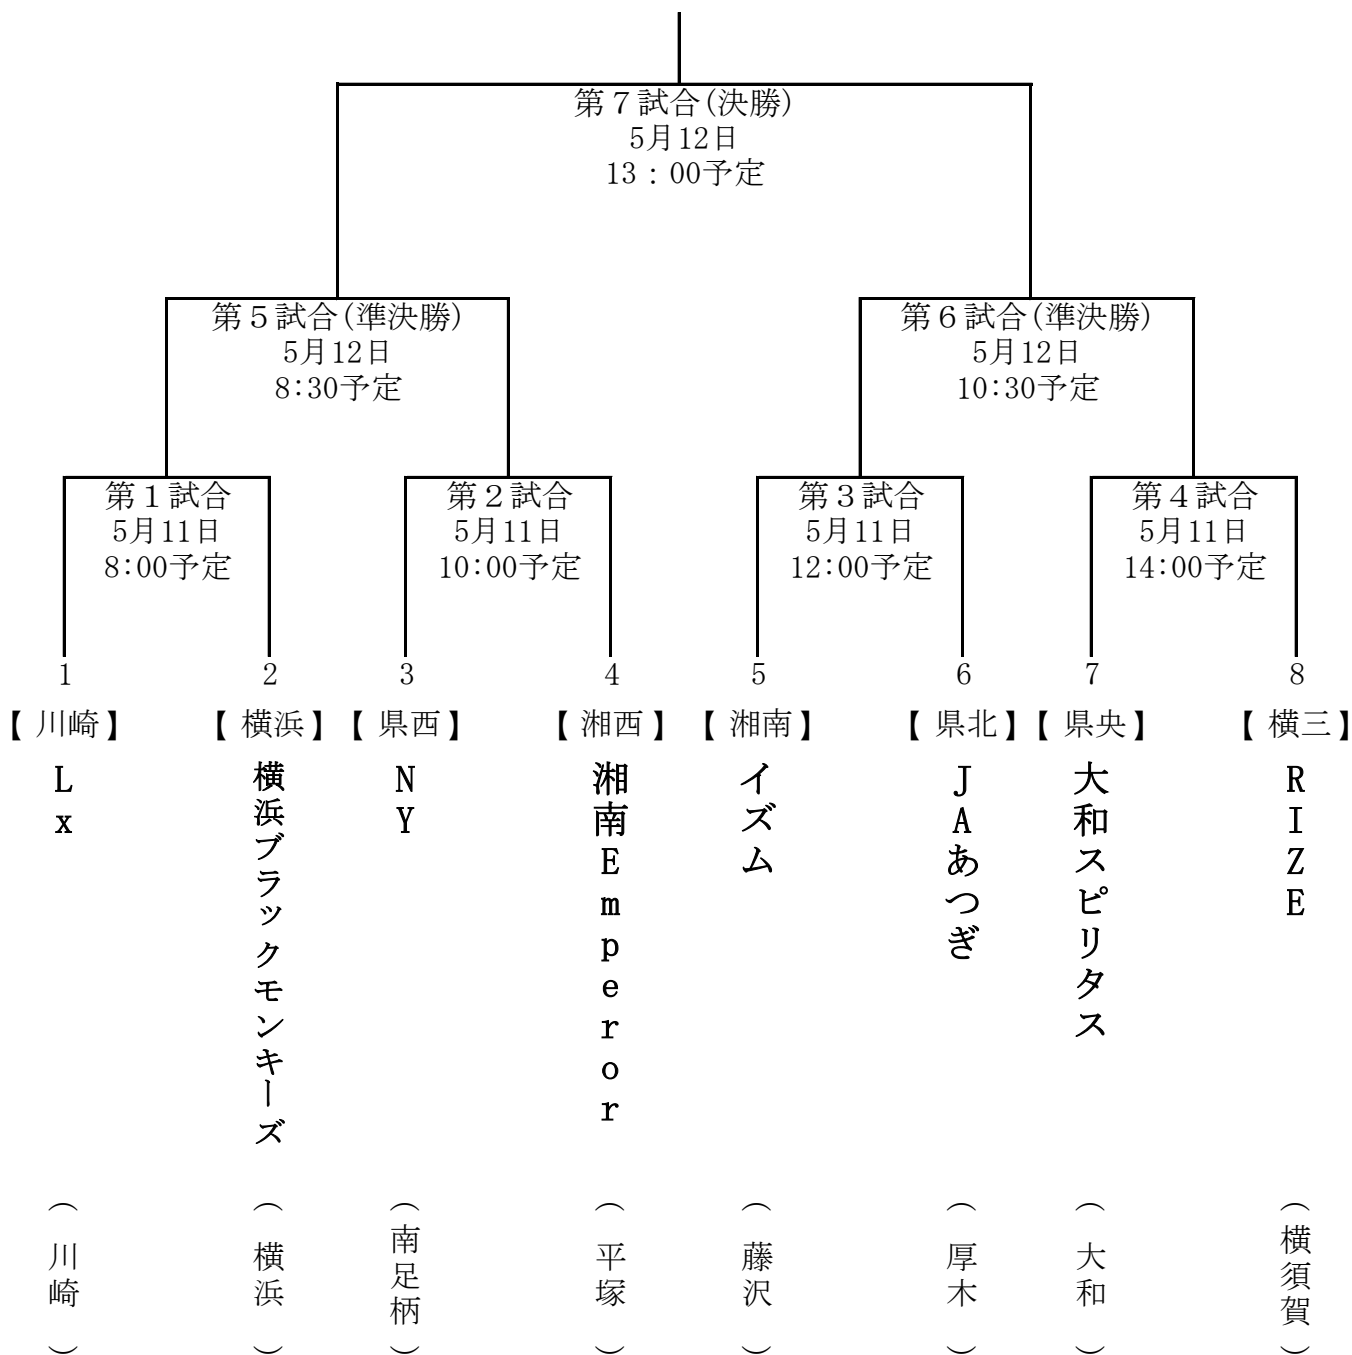 第７試合(決勝)
5月12日
13：00予定
第５試合(準決勝)
5月12日
8:30予定
第６試合(準決勝)
5月12日
10:30予定
第１試合
5月11日
8:00予定
第２試合
5月11日
10:00予定
第３試合
5月11日
12:00予定
第４試合
5月11日
14:00予定
1
2
3
4
5
6
7
8
【川崎】
【横浜】
【県西】
【湘西】
【湘南】
【県北】
【県央】
【横三】
Lx
横浜ブラックモンキーズ
NY
湘南Emperor
イズム
JAあつぎ
大和スピリタス
RIZE
（川崎）
（横浜）
（南足柄）
（平塚）
（藤沢）
（厚木）
（大和）
（横須賀）